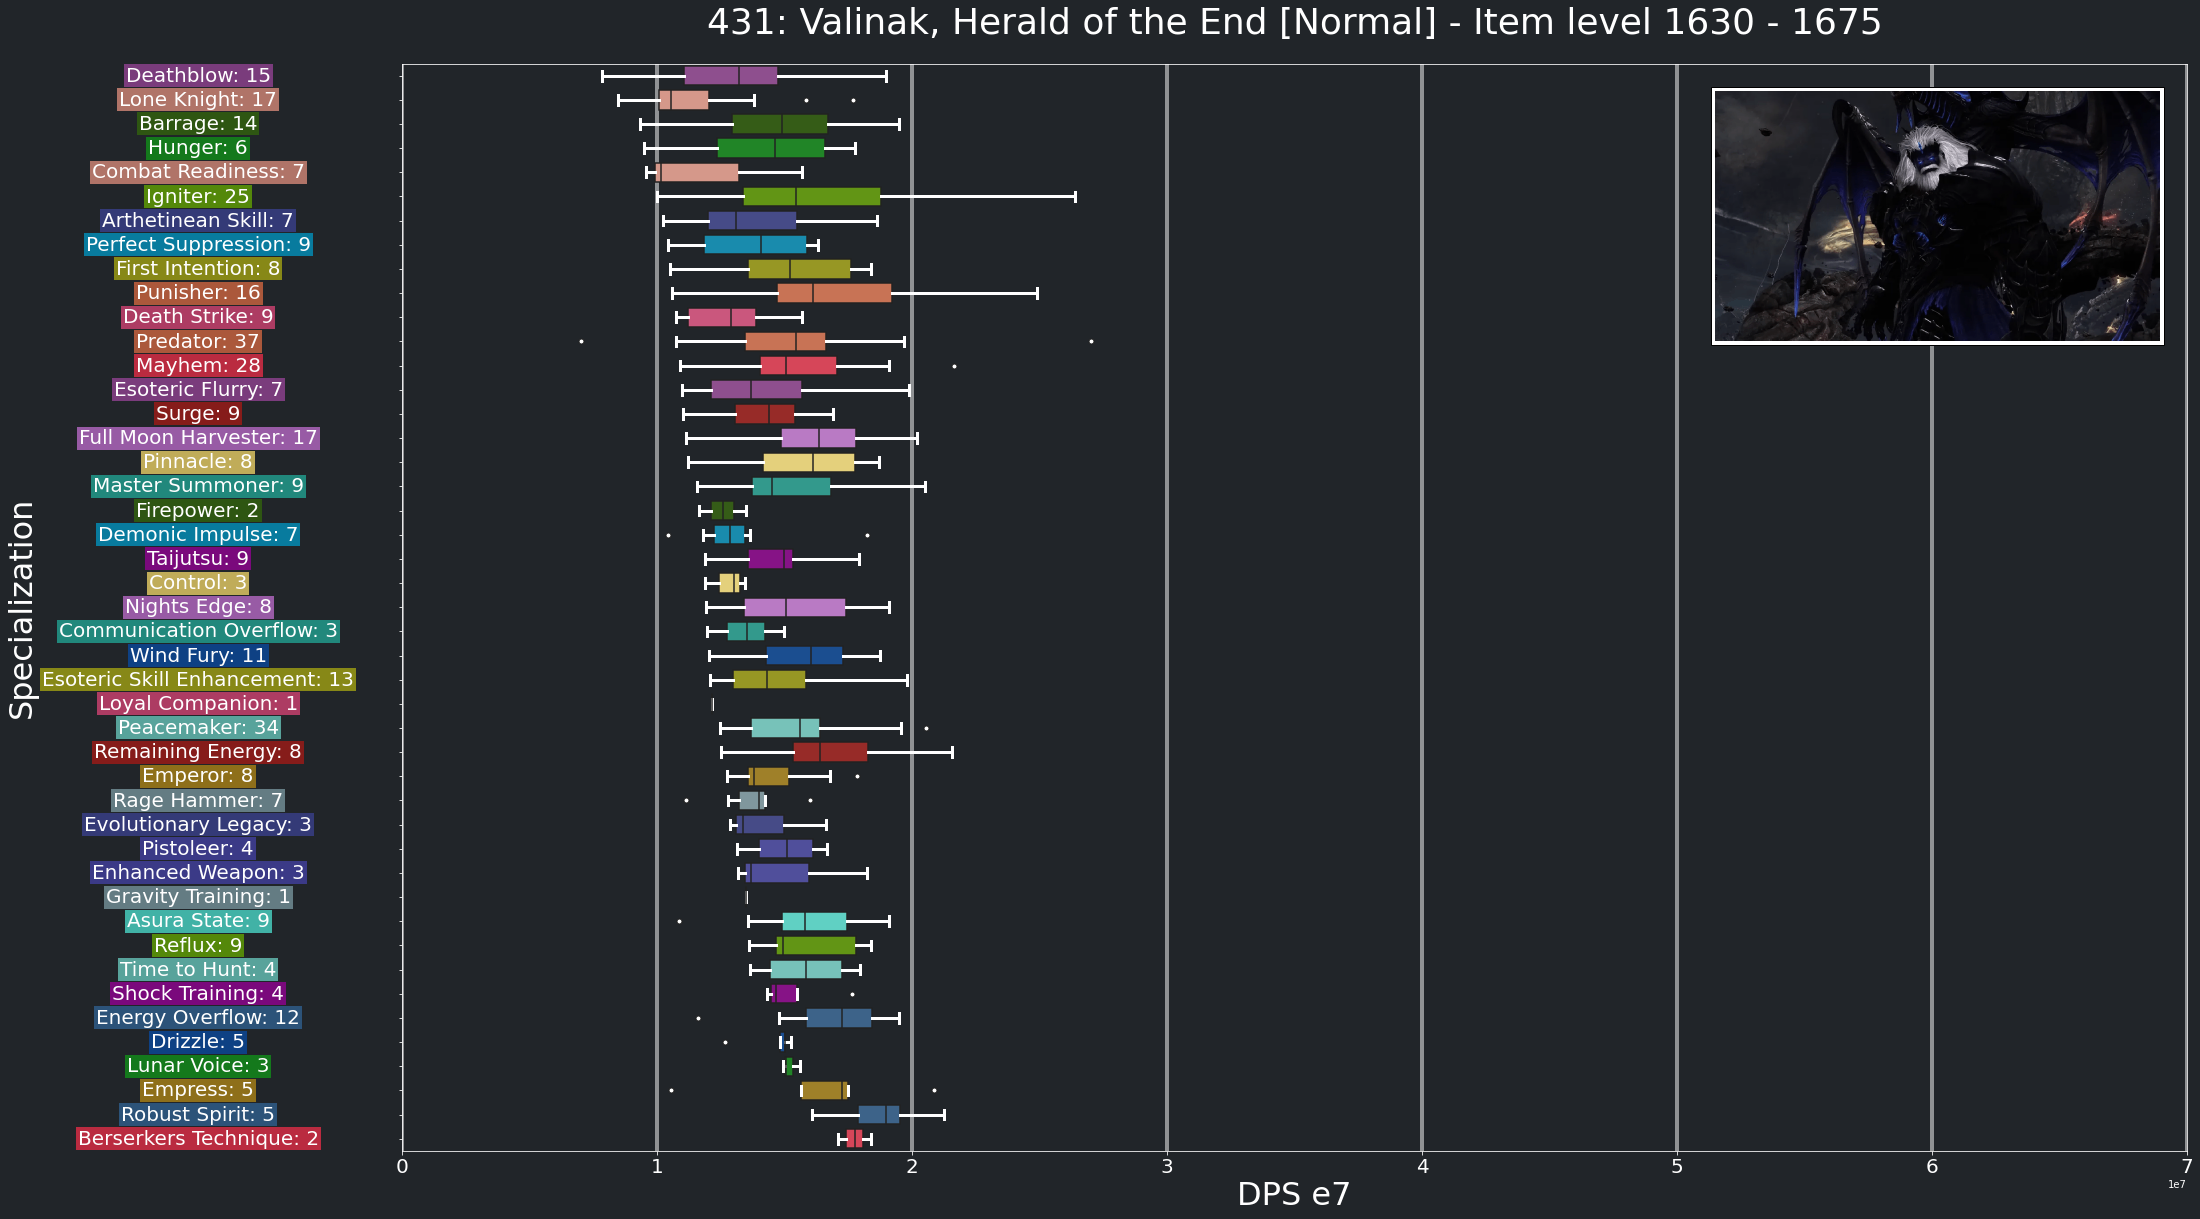 431: Valinak, Herald of the End [Normal] - Item level 1630 - 1675
Specialization
Deathblow: 15
Lone Knight: 17
Barrage: 14
Hunger: 6
Combat Readiness: 7
Igniter: 25
Arthetinean Skill: 7
Perfect Suppression: 9
First Intention: 8
Punisher: 16
Death Strike: 9
Predator: 37
Mayhem: 28
Esoteric Flurry: 7
Surge: 9
Full Moon Harvester: 17
Pinnacle: 8
Master Summoner: 9
Firepower: 2
Demonic Impulse: 7
Taijutsu: 9
Control: 3
Nights Edge: 8
Communication Overflow: 3
Wind Fury: 11
Esoteric Skill Enhancement: 13
Loyal Companion: 1
Peacemaker: 34
Remaining Energy: 8
Emperor: 8
Rage Hammer: 7
Evolutionary Legacy: 3
Pistoleer: 4
Enhanced Weapon: 3
Gravity Training: 1
Asura State: 9
Reflux: 9
Time to Hunt: 4
Shock Training: 4
Energy Overflow: 12
Drizzle: 5
Lunar Voice: 3
Empress: 5
Robust Spirit: 5
Berserkers Technique: 2
0 1 2 3 4 5 6 7
1e7
DPS e7